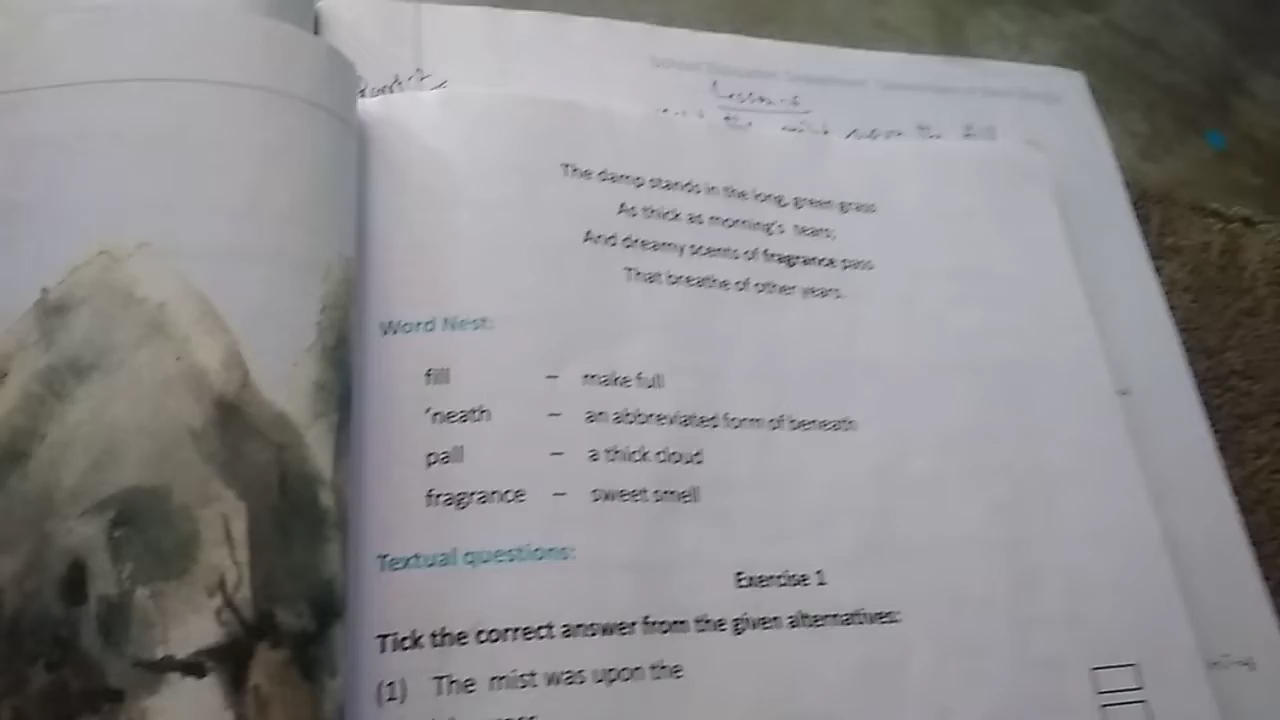 Lesson-6
The damp stands in the long, green grass
As thick as morning's tears;
And dreamy scents of fragrance pass
That breathe of other years.
Word Nest:
fill – make full
'neath – an abbreviated form of beneath
pall – a thick cloud
fragrance – sweet smell
Textual questions:
Exercise 1
Tick the correct answer from the given alternatives:
(1) The mist was upon the